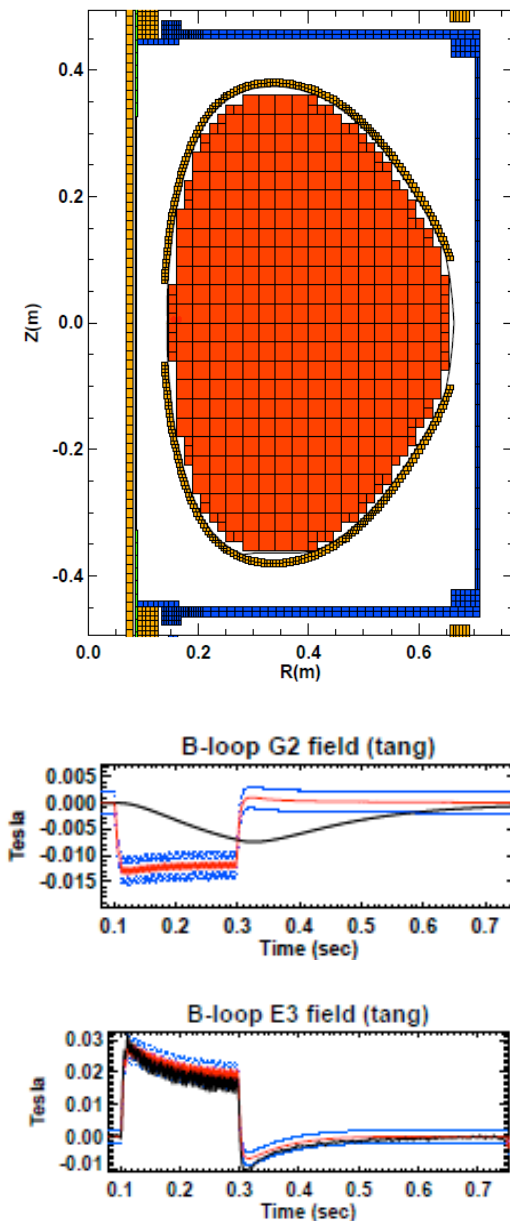 0.4
0.2
0.0
-0.2
-0.4
Z(m)
0.0 0.2 0.4 0.6
R(m)
B-loop G2 field (tang)
0.005
0.000
-0.005
-0.010
-0.015
Tesla
0.1 0.2 0.3 0.4 0.5 0.6 0.7
Time (sec)
B-loop E3 field (tang)
0.03
0.02
0.01
0.00
-0.01
Tesla
0.1 0.2 0.3 0.4 0.5 0.6 0.7
Time (sec)